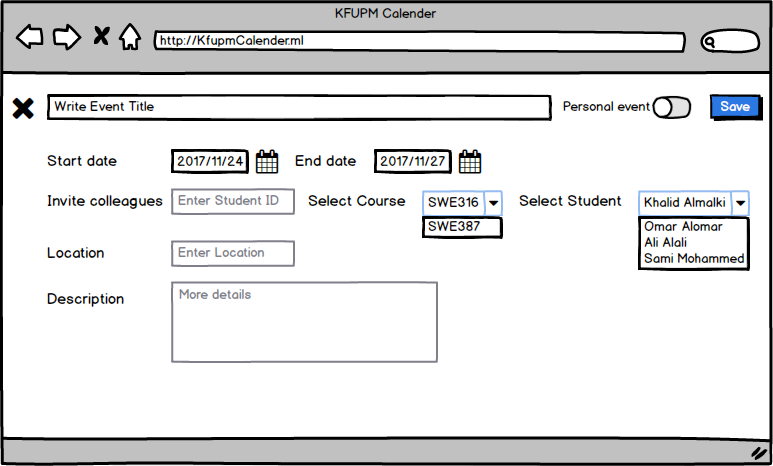 KFUPM Calender
http://KfupmCalender.ml
Write Event Title
Personal event
Save
Start date 2017/11/24 End date 2017/11/27
Invite colleagues Enter Student ID Select Course SWE316 Select Student Khalid Almalki
SWE387
Omar Alomar
Ali Alali
Sami Mohammed
Location Enter Location
Description More details